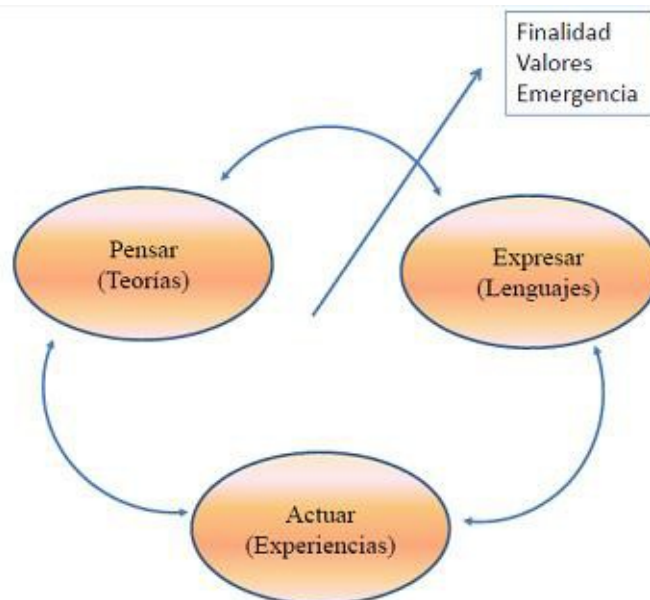 Finalidad
Valores
Emergencia
Pensar
(Teorías)
Expresar
(Lenguajes)
Actuar
(Experiencias)